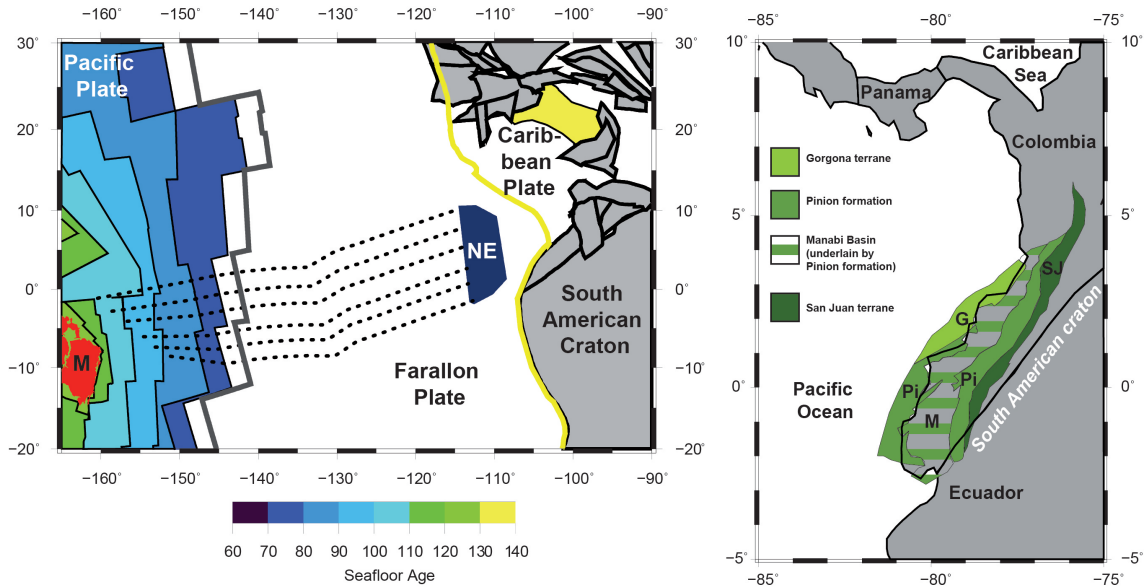 −160˚ −150˚ −140˚ −130˚ −120˚ −110˚ −100˚ −90˚
30˚ 30˚
20˚ 20˚
10˚ 10˚
0˚ 0˚
−10˚ −10˚
−20˚ −20˚
−160˚ −150˚ −140˚ −130˚ −120˚ −110˚ −100˚ −90˚
Pacific
Plate
Carib-
bean
Plate
NE
M
South
American
Craton
Farallon
Plate
60 70 80 90 100 110 120 130 140
Seafloor Age
−85˚ −80˚ −75˚
10˚ 10˚
5˚ 5˚
0˚ 0˚
−5˚ −5˚
−85˚ −80˚ −75˚
Caribbean
Sea
Panama
Colombia
Gorgona terrane
Pinion formation
Manabi Basin
(underlain by
Pinion formation)
San Juan terrane
SJ
G
Pi
Pi
M
South American craton
Pacific
Ocean
Ecuador